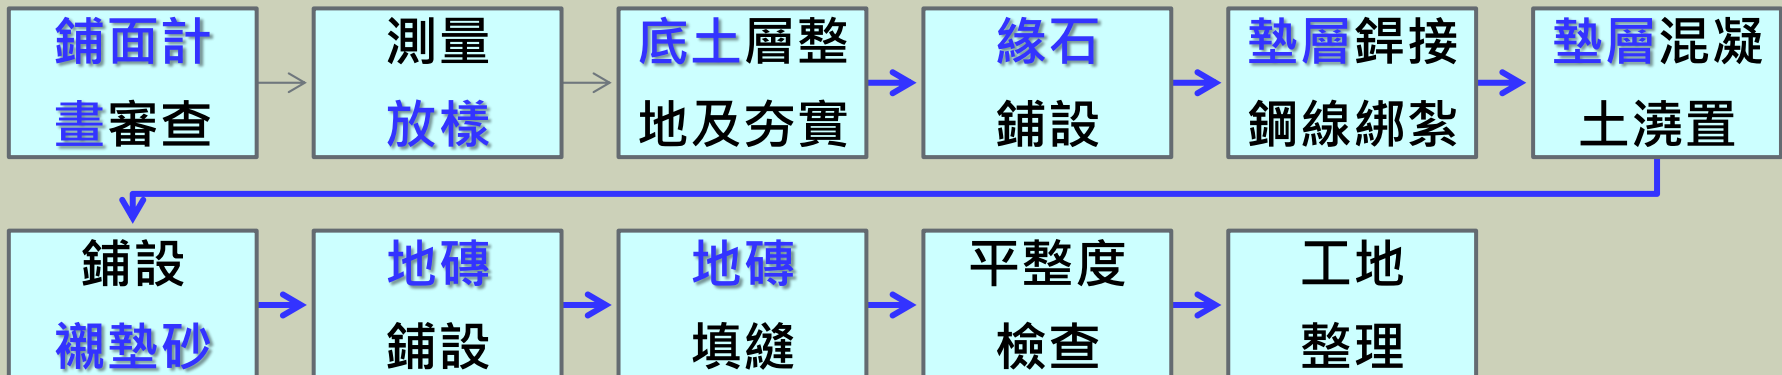 鋪面計
畫審查
測量
放樣
底土層整
地及夯實
緣石
鋪設
墊層銲接
鋼線綁紮
墊層混凝
土澆置
鋪設
襯墊砂
地磚
鋪設
地磚
填縫
平整度
檢查
工地
整理